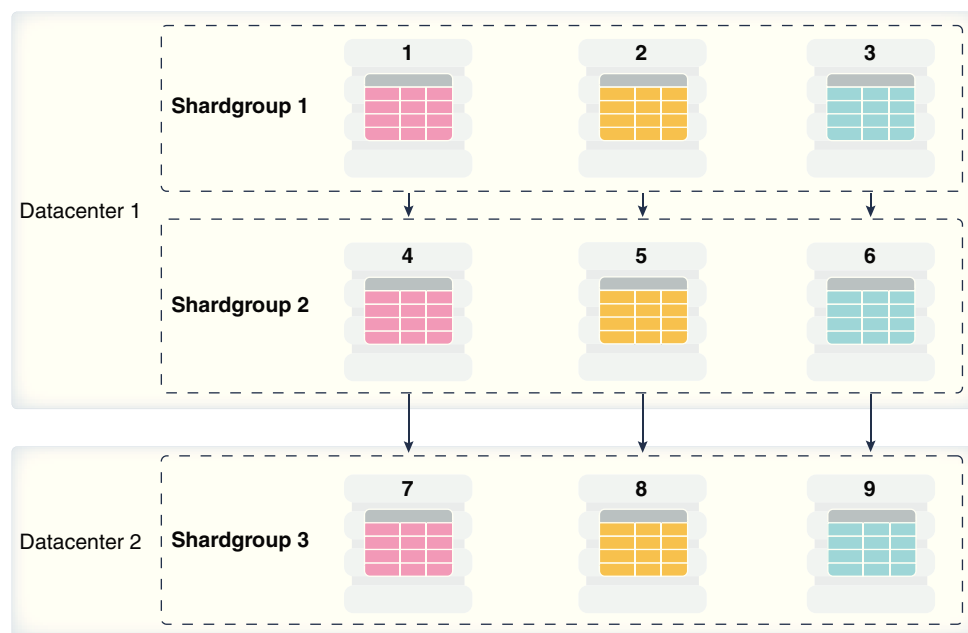 1 2 3
Shardgroup 1
Datacenter 1
4 5 6
Shardgroup 2
7 8 9
Datacenter 2 Shardgroup 3